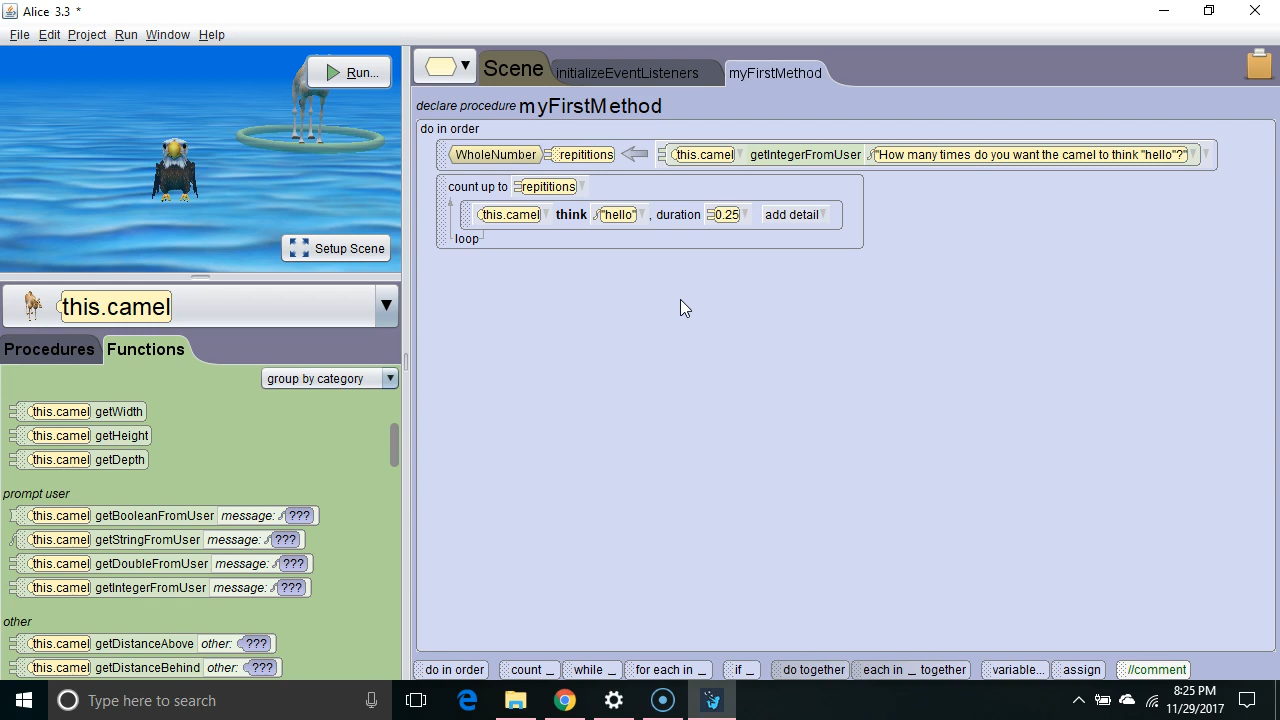 Alice 3.3 *
File Edit Project Run Window Help
Run...
Setup Scene
this.camel
Procedures Functions
group by category
this.camel getWidth
this.camel getHeight
this.camel getDepth
prompt user
this.camel getBooleanFromUser message: ???
this.camel getStringFromUser message: ???
this.camel getDoubleFromUser message: ???
this.camel getIntegerFromUser message: ???
other
this.camel getDistanceAbove other: ???
this.camel getDistanceBehind other: ???
Scene initializeEventListeners myFirstMethod
declare procedure myFirstMethod
do in order
WholeNumber repititions this.camel getIntegerFromUser "How many times do you want the camel to think "hello"?"
count up to repititions
this.camel think "hello" , duration 0.25 add detail
loop
do in order count _ while _ for each in _ if _ do together each in _ together variable... assign //comment
Type here to search
8:25 PM
11/29/2017